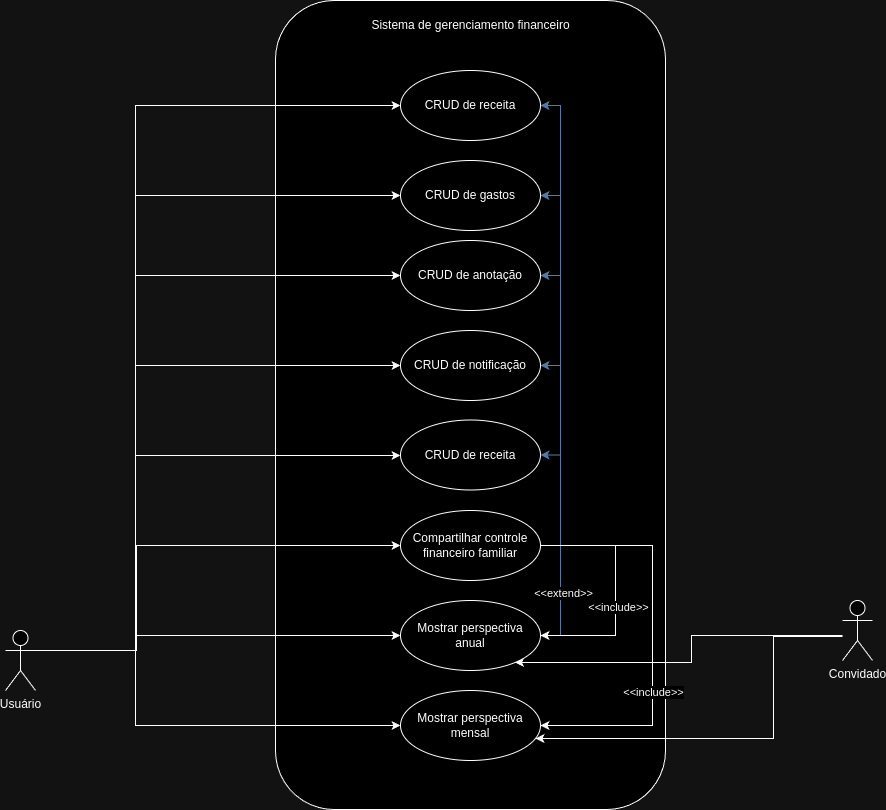 Sistema de gerenciamento financeiro
CRUD de receita
CRUD de gastos
CRUD de anotação
CRUD de notificação
CRUD de receita
Compartilhar controle
financeiro familiar
<<extend>>
<<include>>
Mostrar perspectiva
anual
Convidado
<<include>>
Usuário
Mostrar perspectiva
mensal